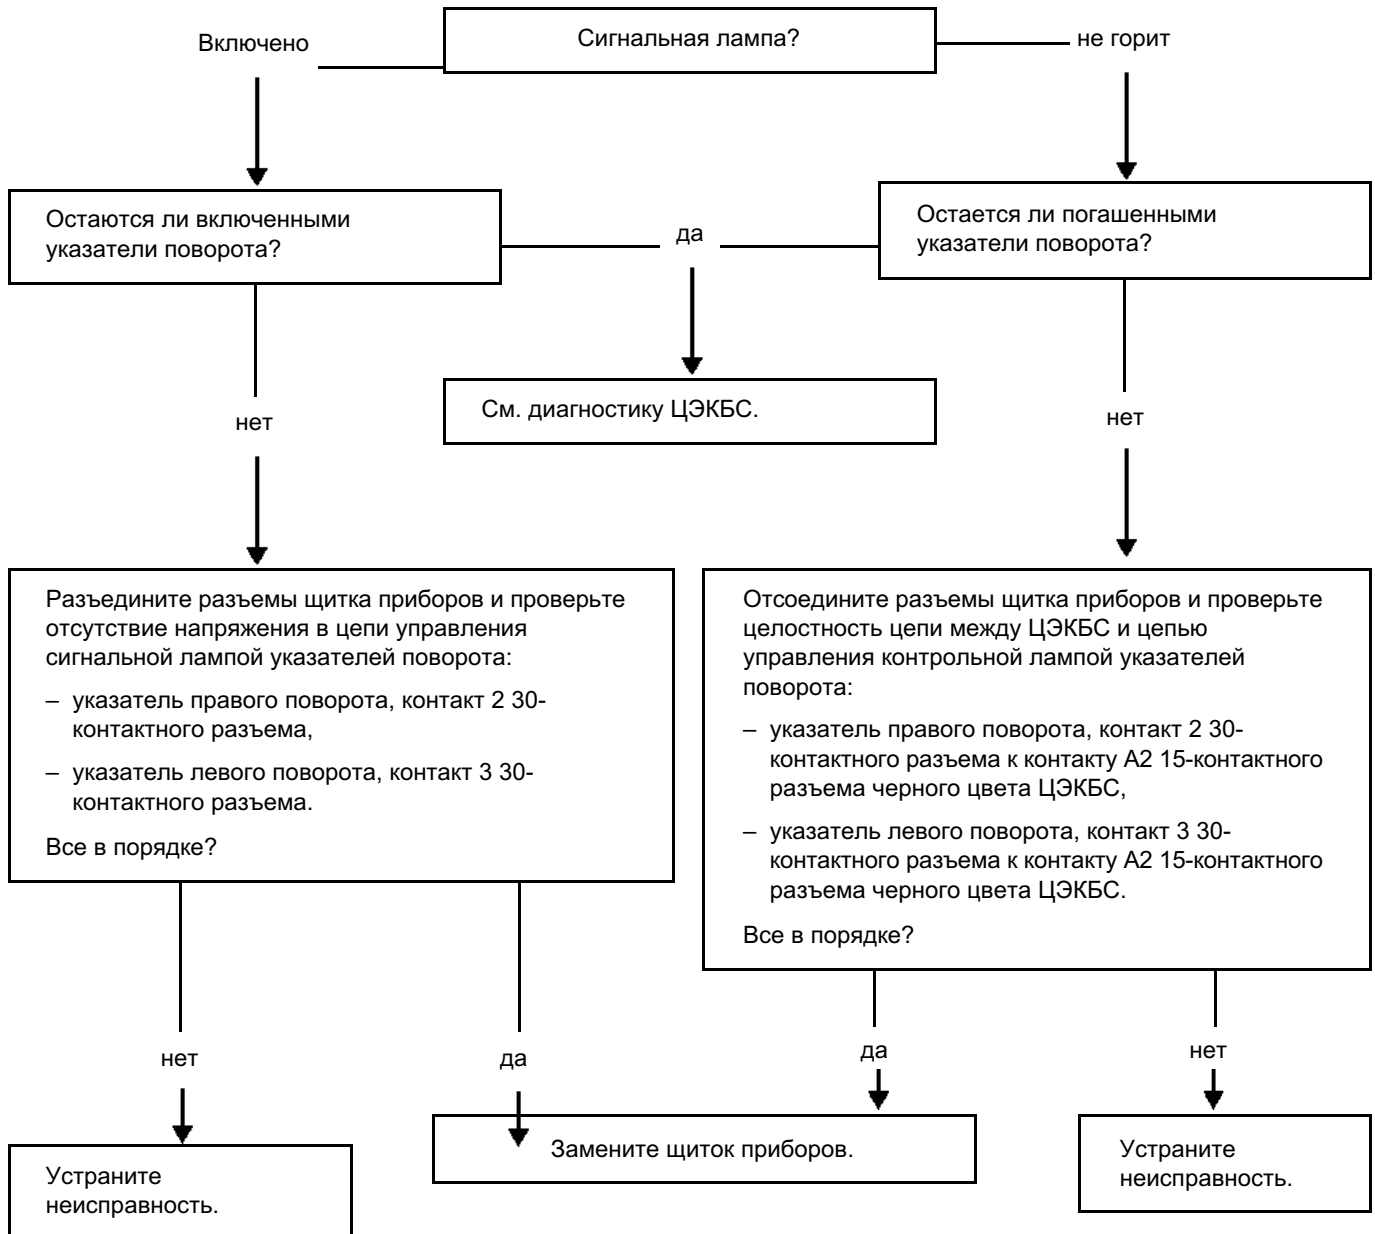 Сигнальная лампа?
Включено
не горит
Остаются ли включенными
указатели поворота?
да
Остается ли погашенными
указатели поворота?
См. диагностику ЦЭКБС.
нет
нет
Разъедините разъемы щитка приборов и проверьте
отсутствие напряжения в цепи управления
сигнальной лампой указателей поворота:
– указатель правого поворота, контакт 2 30-
контактного разъема,
– указатель левого поворота, контакт 3 30-
контактного разъема.
Все в порядке?
Отсоедините разъемы щитка приборов и проверьте
целостность цепи между ЦЭКБС и цепью
управления контрольной лампой указателей
поворота:
– указатель правого поворота, контакт 2 30-
контактного разъема к контакту А2 15-контактного
разъема черного цвета ЦЭКБС,
– указатель левого поворота, контакт 3 30-
контактного разъема к контакту А2 15-контактного
разъема черного цвета ЦЭКБС.
Все в порядке?
нет
да
да
нет
Устраните
неисправность.
Замените щиток приборов.
Устраните
неисправность.